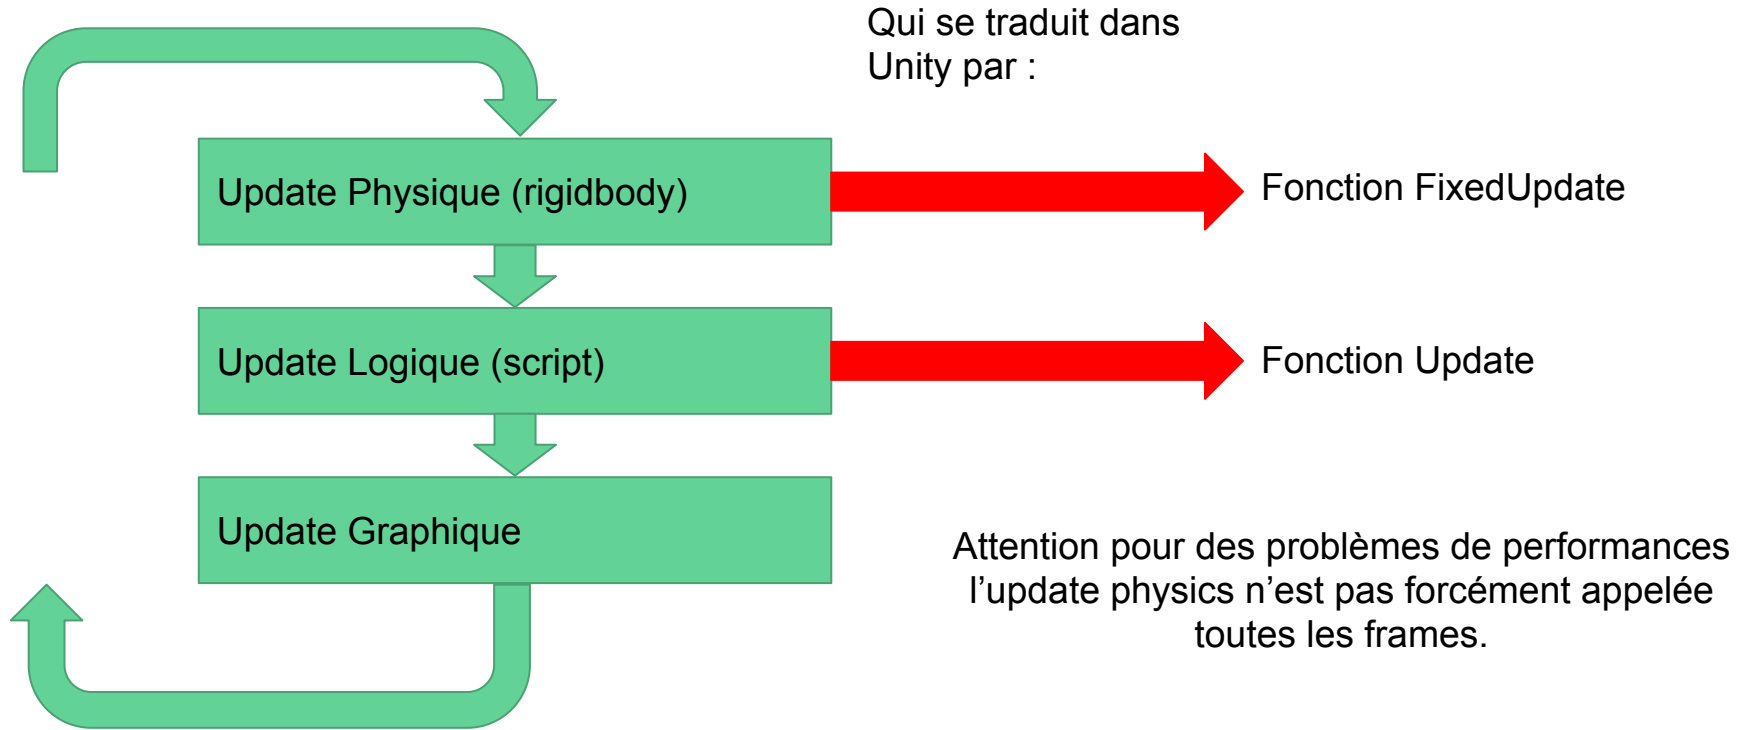 Qui se traduit dans
Unity par :
Update Physique (rigidbody)
Fonction FixedUpdate
Update Logique (script)
Fonction Update
Update Graphique
Attention pour des problèmes de performances
l’update physics n’est pas forcément appelée
toutes les frames.